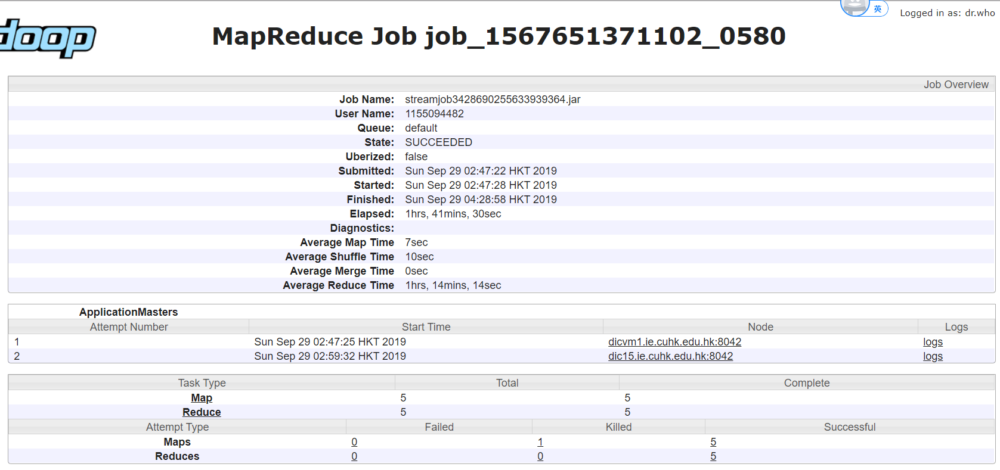 英
Logged in as: dr.who
doop
MapReduce Job job_1567651371102_0580
Job Overview
Job Name: streamjob3428690255633939364.jar
User Name: 1155094482
Queue: default
State: SUCCEEDED
Uberized: false
Submitted: Sun Sep 29 02:47:22 HKT 2019
Started: Sun Sep 29 02:47:28 HKT 2019
Finished: Sun Sep 29 04:28:58 HKT 2019
Elapsed: 1hrs, 41mins, 30sec
Diagnostics:
Average Map Time 7sec
Average Shuffle Time 10sec
Average Merge Time 0sec
Average Reduce Time 1hrs, 14mins, 14sec
ApplicationMasters
Attempt Number Start Time Node Logs
1 Sun Sep 29 02:47:25 HKT 2019 dicvm1.ie.cuhk.edu.hk:8042 logs
2 Sun Sep 29 02:59:32 HKT 2019 dic15.ie.cuhk.edu.hk:8042 logs
Task Type Total Complete
Map 5 5
Reduce 5 5
Attempt Type Failed Killed Successful
Maps 0 1 5
Reduces 0 0 5